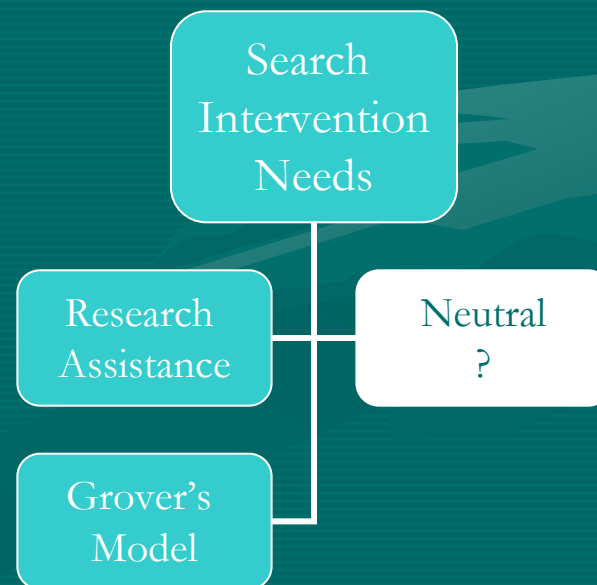 Search
Intervention
Needs
Research
Assistance
Neutral
?
Grover’s
Model